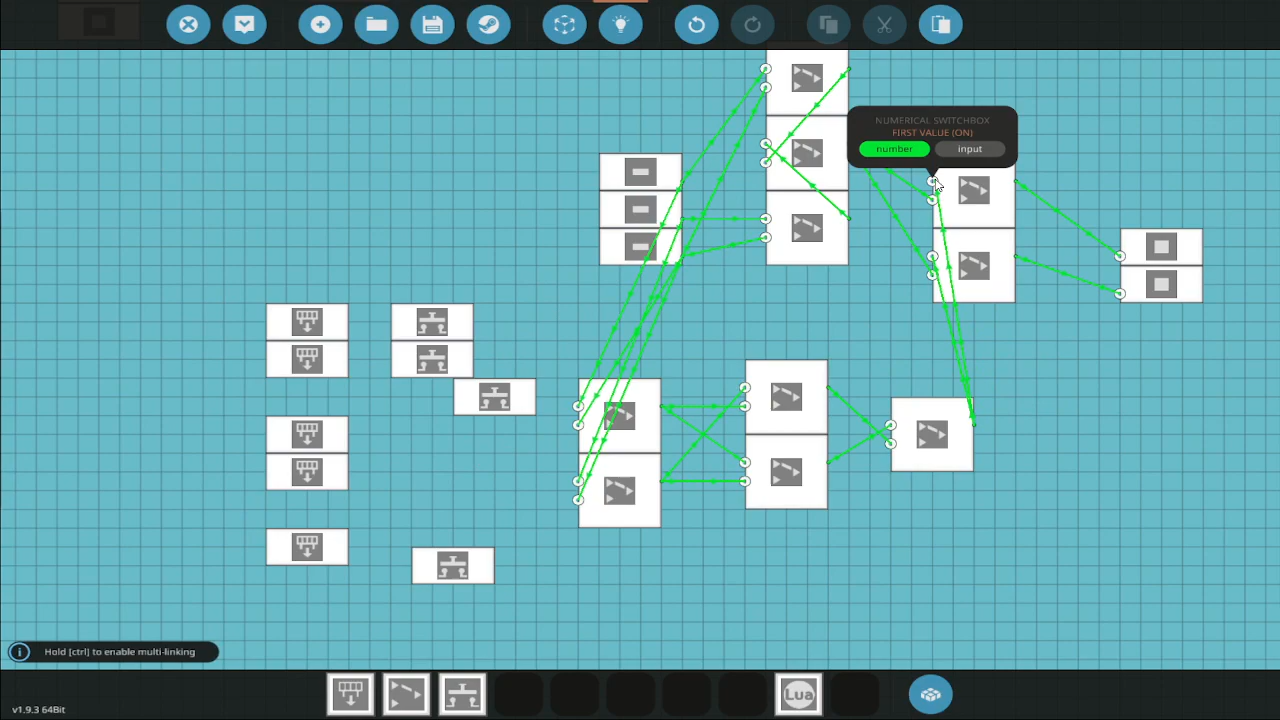 NUMERICAL SWITCHBOX
FIRST VALUE (ON)
number input
Hold [ctrl] to enable multi-linking
Lua
v1.9.3 64Bit